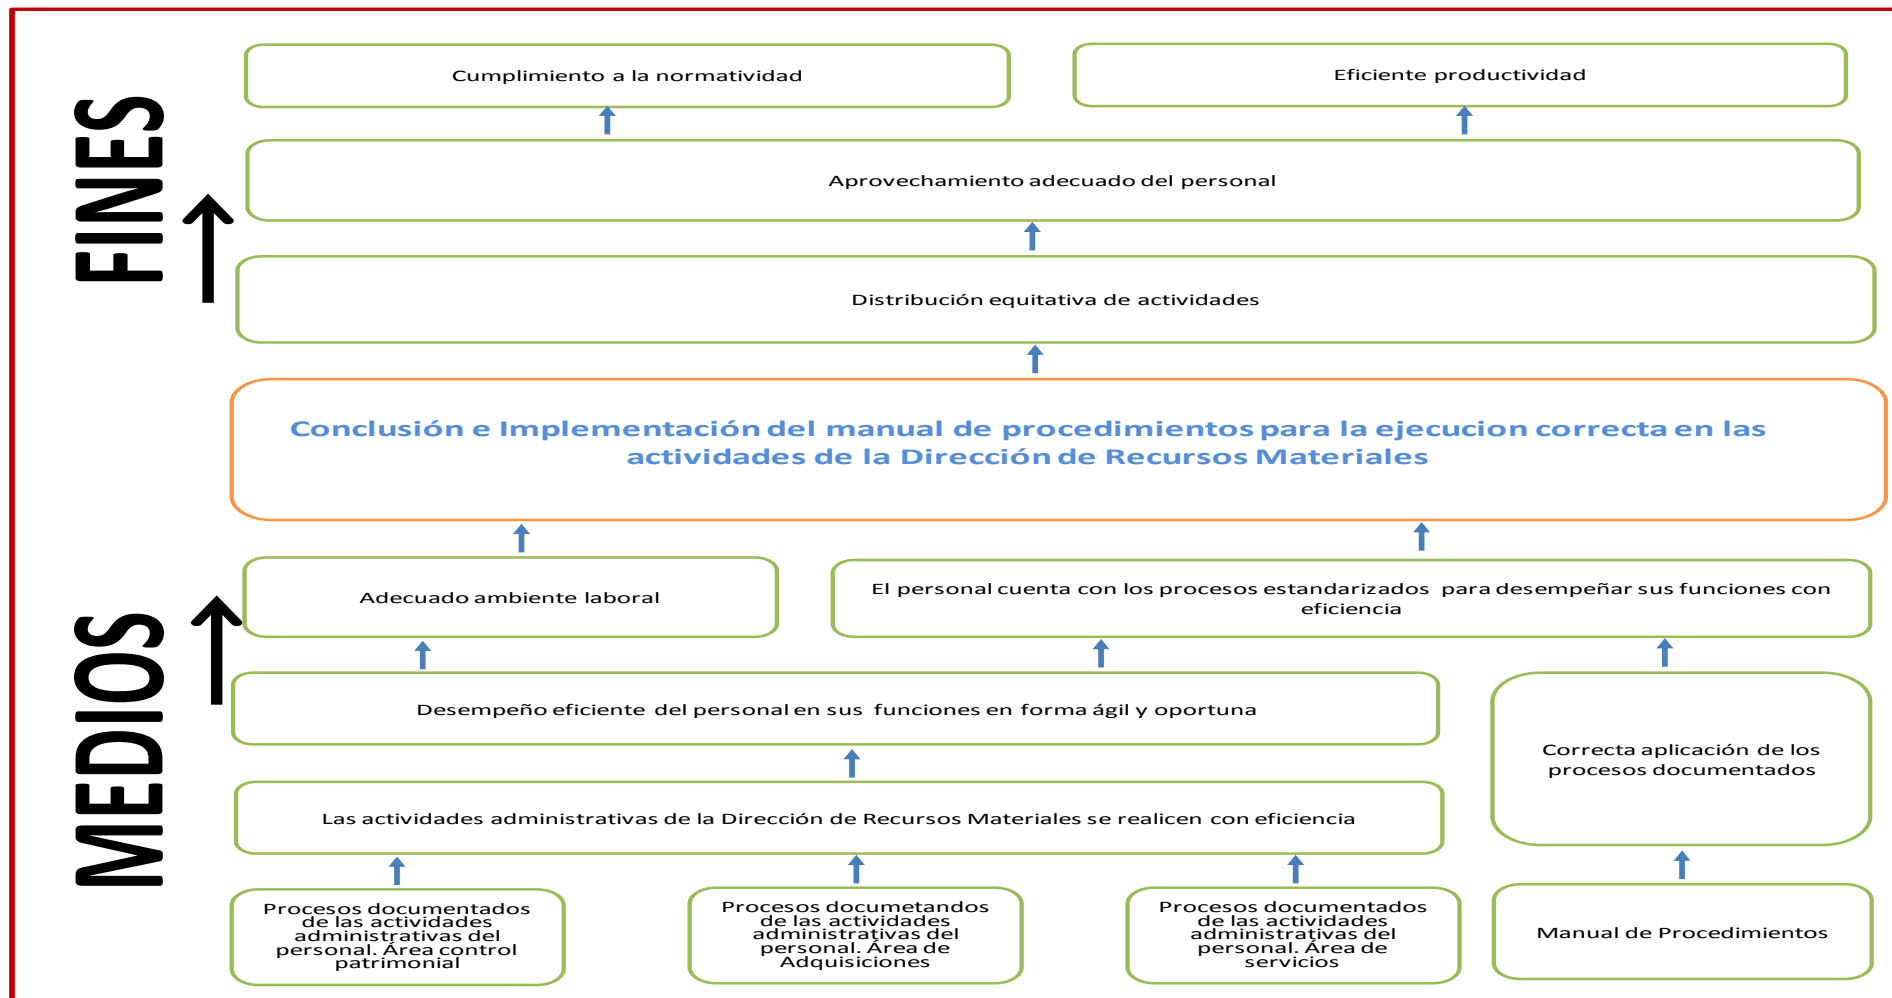 FINES
Cumplimiento a la normatividad
Eficiente productividad
Aprovechamiento adecuado del personal
Distribución equitativa de actividades
Conclusión e Implementación del manual de procedimientos para la ejecucion correcta en las
actividades de la Dirección de Recursos Materiales
MEDIOS
Adecuado ambiente laboral
El personal cuenta con los procesos estandarizados para desempeñar sus funciones con
eficiencia
Desempeño eficiente del personal en sus funciones en forma ágil y oportuna
Correcta aplicación de los
procesos documentados
Las actividades administrativas de la Dirección de Recursos Materiales se realicen con eficiencia
Procesos documentados
de las actividades
administrativas del
personal. Área control
patrimonial
Procesos documetandos
de las actividades
administrativas del
personal. Área de
Adquisiciones
Procesos documentados
de las actividades
administrativas del
personal. Área de
servicios
Manual de Procedimientos